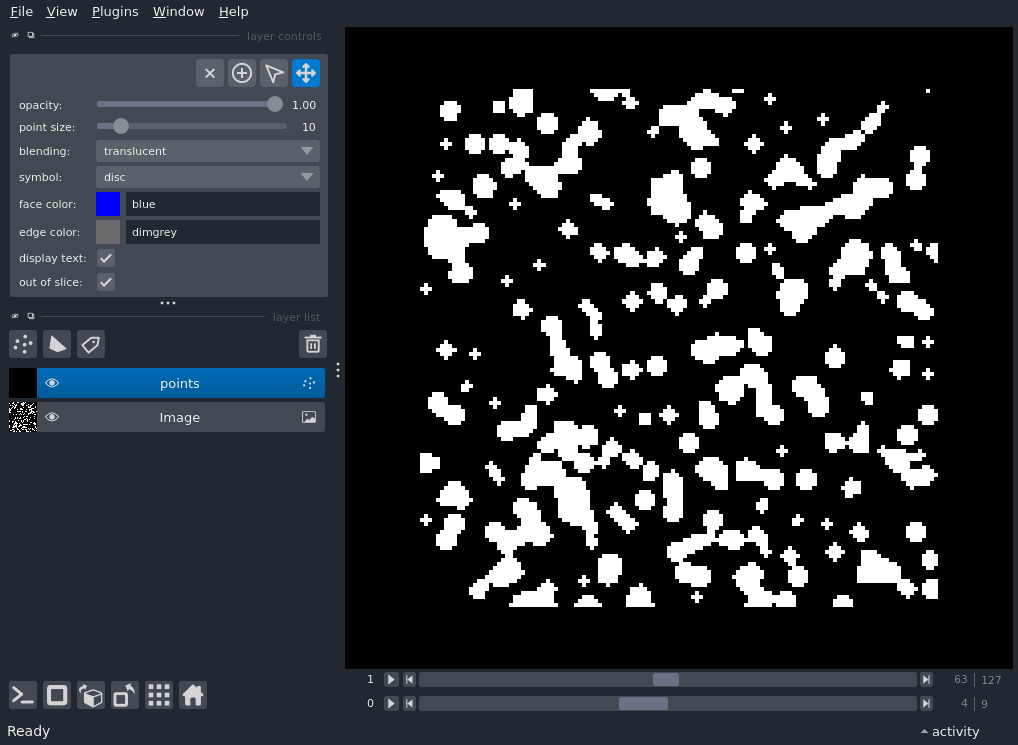 File View Plugins Window Help
layer controls
opacity: 1.00
point size: 10
blending: translucent
symbol: disc
face color: blue
edge color: dimgrey
display text:
out of slice:
layer list
points
Image
1 63 127
0 4 9
Ready activity